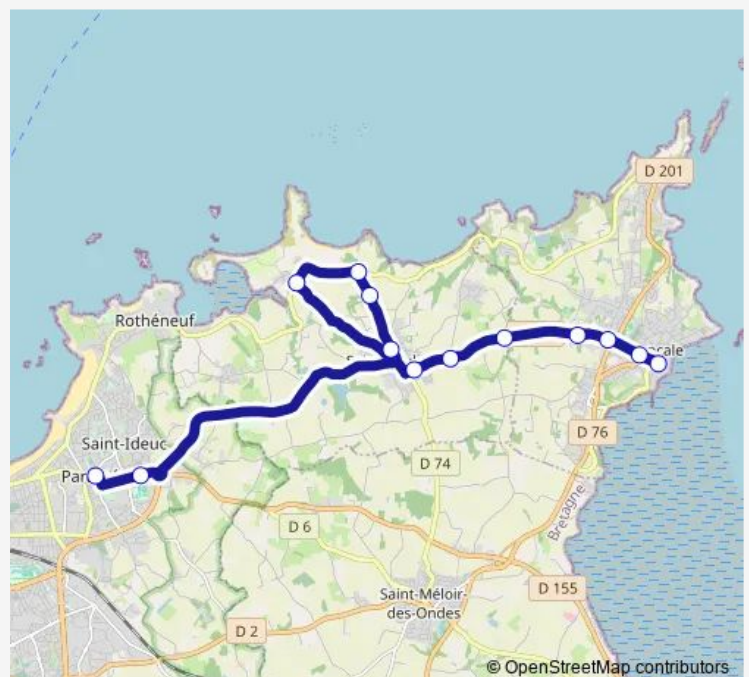 D 201
Rothéneuf
Saint-Ideuc
D 76
D 74
Bretagne
D 6
Saint-Méloir-
des-Ondes
D 155
D 2
© OpenStreetMap contributors